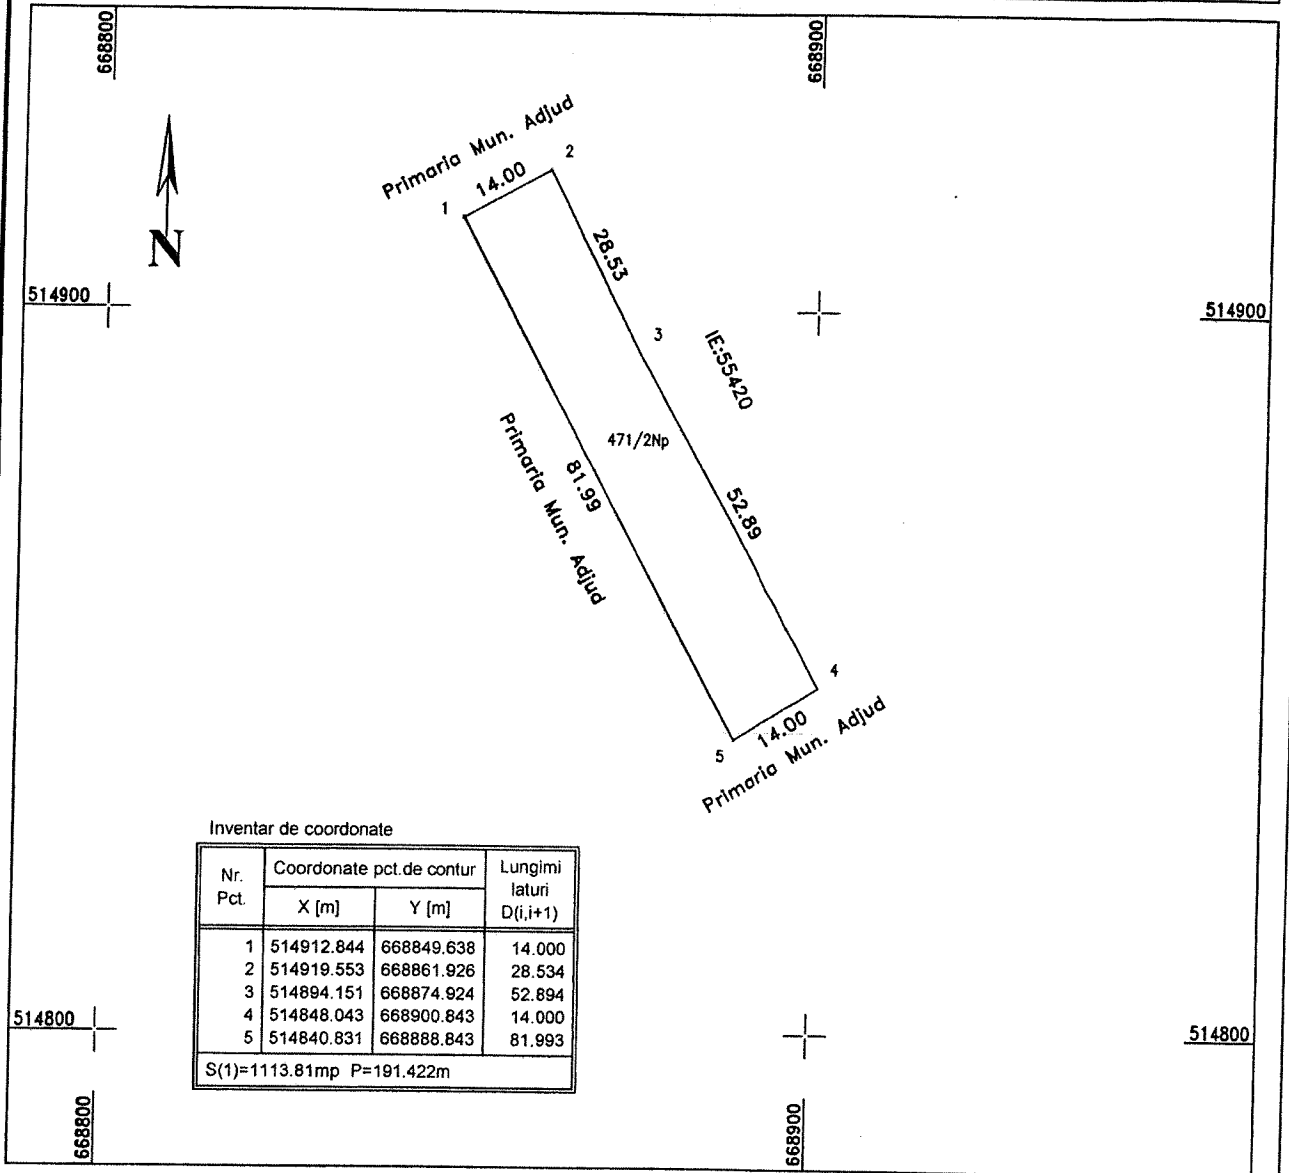 668800
668900
Primaria Mun. Adjud
14.00
2
1
N
28.53
514900
514900
3
IE:55420
471/2Np
Primaria Mun. Adjud
81.99
52.89
4
14.00
5
Primaria Mun. Adjud
Inventar de coordonate
Nr. Pct. Coordonate pct.de contur Lungimi laturi D(i,i+1)
X [m] Y [m]
1 514912.844 668849.638 14.000
2 514919.553 668861.926 28.534
3 514894.151 668874.924 52.894
4 514848.043 668900.843 14.000
5 514840.831 668888.843 81.993
S(1)=1113.81mp P=191.422m
514800
514800
668800
668900